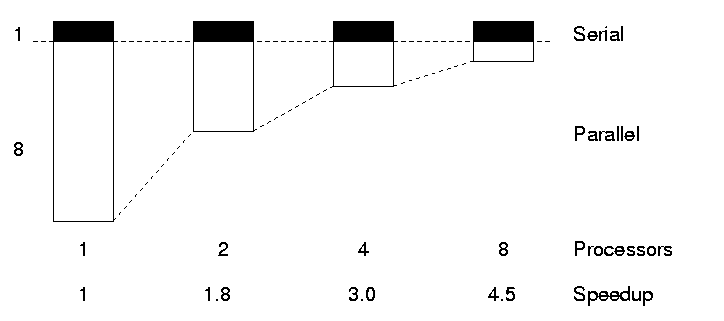 1 Serial
8 Parallel
1 2 4 8 Processors
1 1.8 3.0 4.5 Speedup